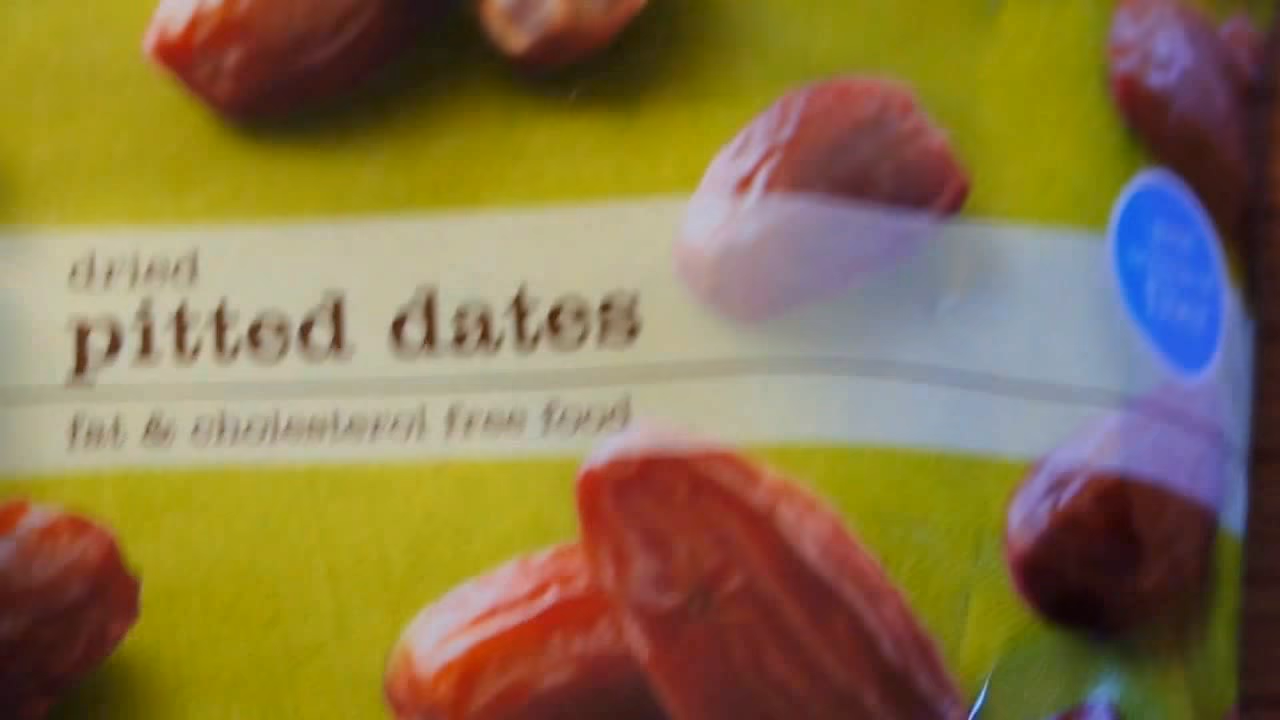 dried
pitted dates
fat & cholesterol free food